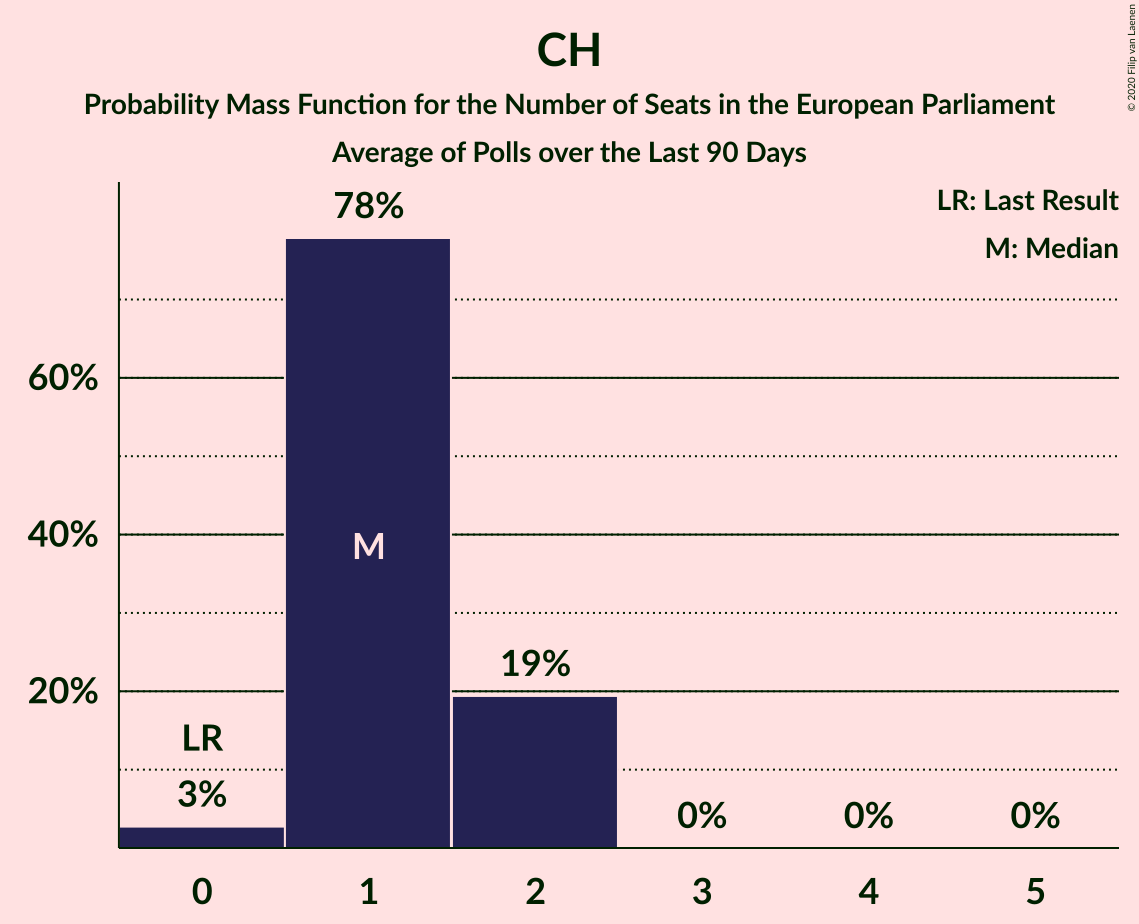 CH
Probability Mass Function for the Number of Seats in the European Parliament
Average of Polls over the Last 90 Days
© 2020 Filip van Laenen
LR: Last Result
M: Median
78%
60%
40%
M
19%
20%
LR
3%
0%
0%
0%
0
1
2
3
4
5